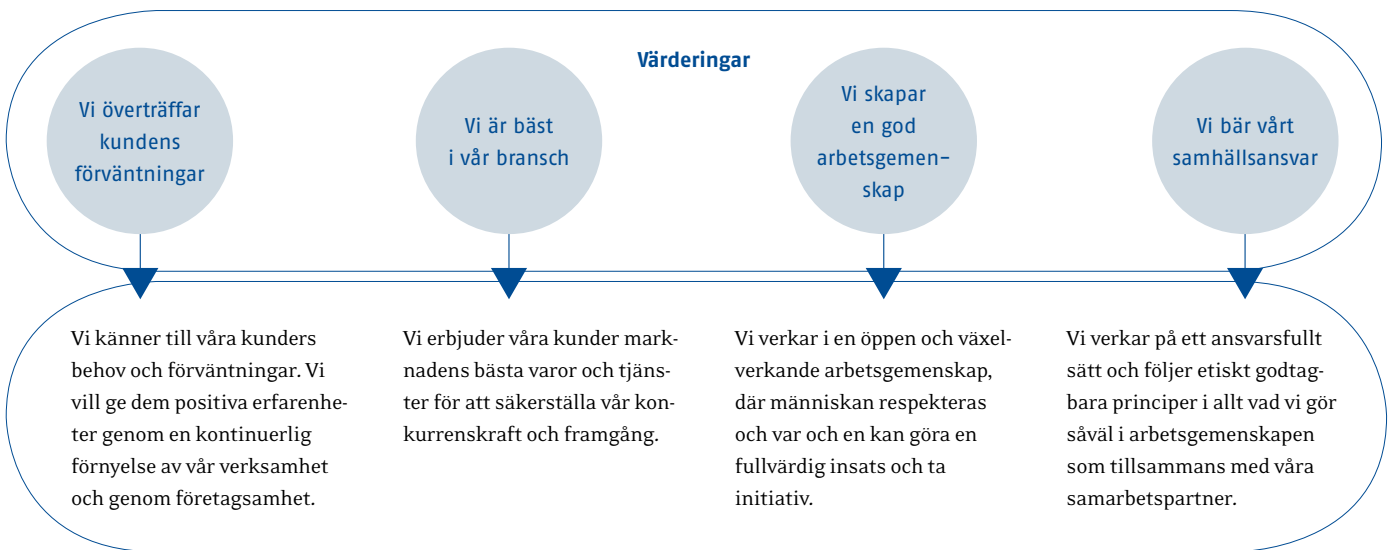 Värderingar
Vi överträffar
kundens
förväntningar
Vi är bäst
i vår bransch
Vi skapar
en god
arbetsgemen-
skap
Vi bär vårt
samhällsansvar
Vi känner till våra kunders
behov och förväntningar. Vi
vill ge dem positiva erfarenhe-
ter genom en kontinuerlig
förnyelse av vår verksamhet
och genom företagsamhet.
Vi erbjuder våra kunder mark-
nadens bästa varor och tjäns-
ter för att säkerställa vår kon-
kurrenskraft och framgång.
Vi verkar i en öppen och växel-
verkande arbetsgemenskap,
där människan respekteras
och var och en kan göra en
fullvärdig insats och ta
initiativ.
Vi verkar på ett ansvarsfullt
sätt och följer etiskt godtag-
bara principer i allt vad vi gör
såväl i arbetsgemenskapen
som tillsammans med våra
samarbetspartner.